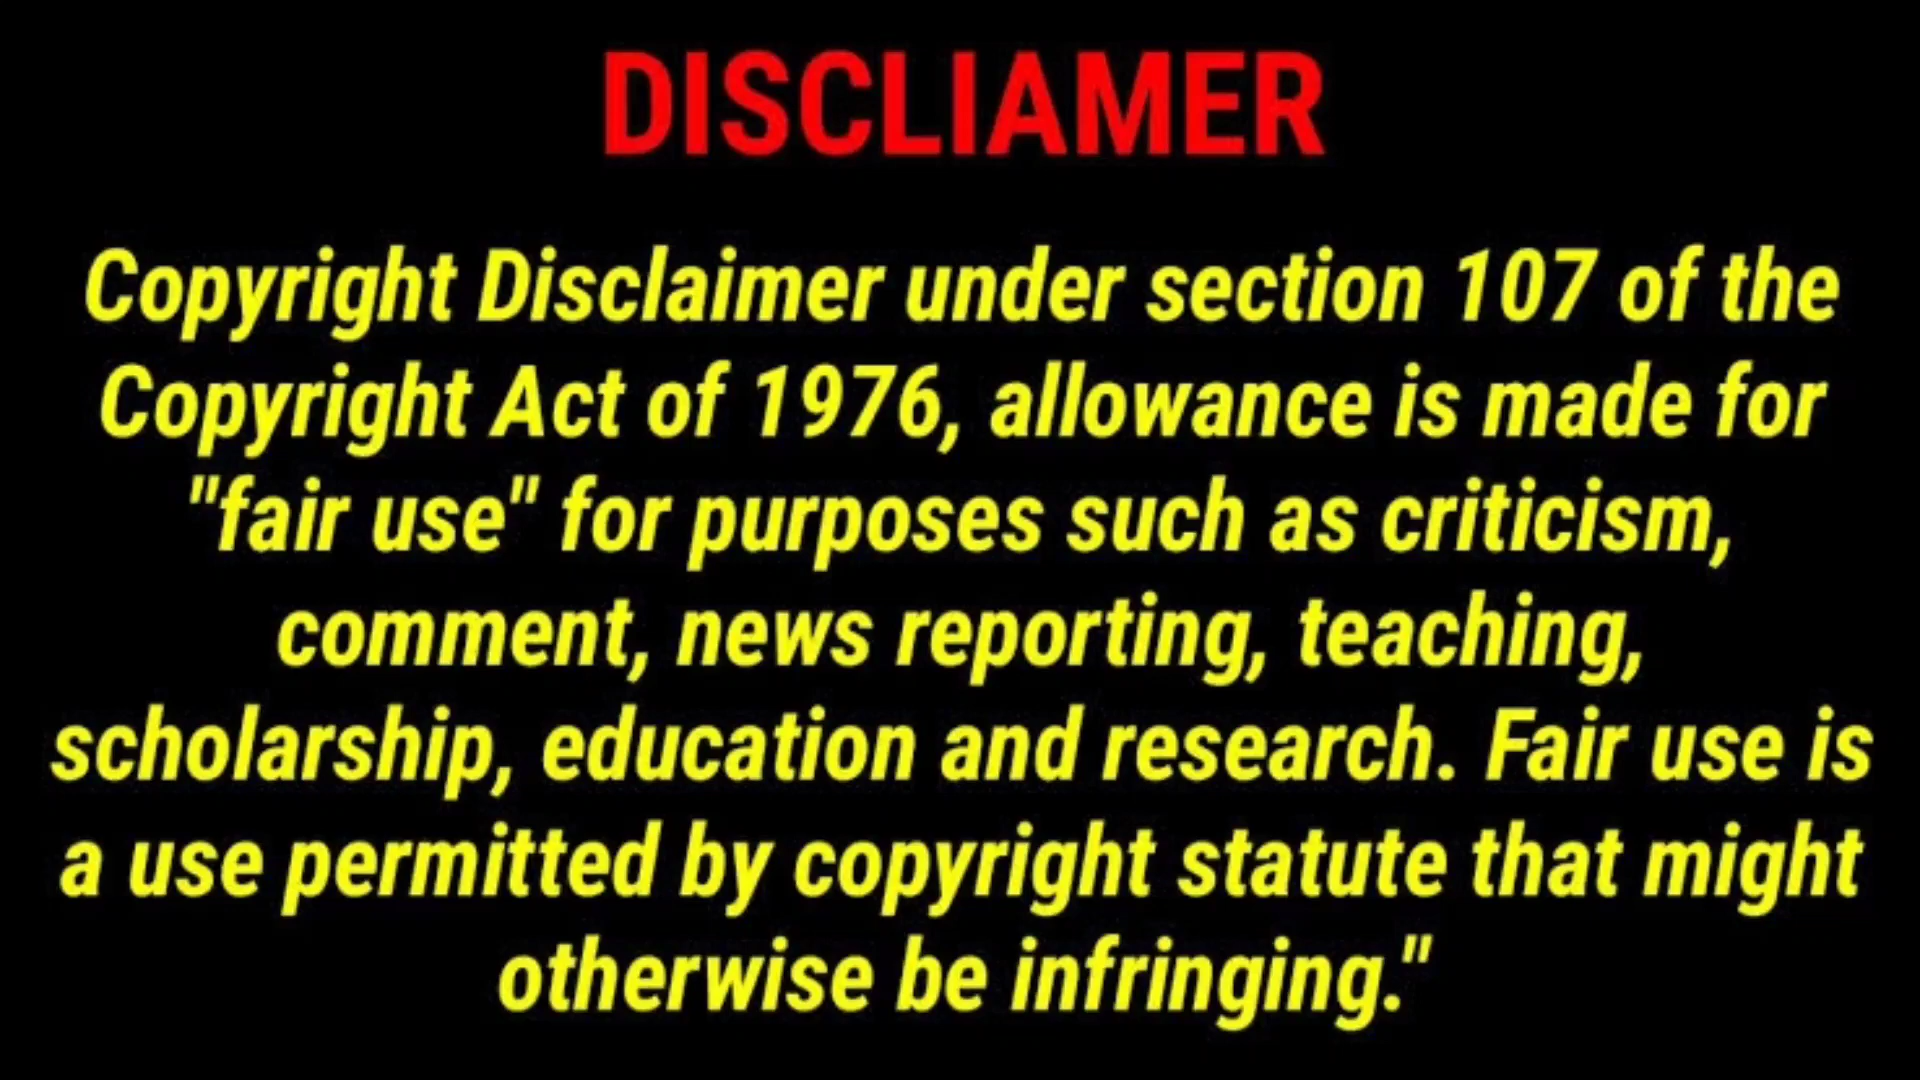 DISCLIAMER
Copyright Disclaimer under section 107 of the
Copyright Act of 1976, allowance is made for
"fair use" for purposes such as criticism,
comment, news reporting, teaching,
scholarship, education and research. Fair use is
a use permitted by copyright statute that might
otherwise be infringing."